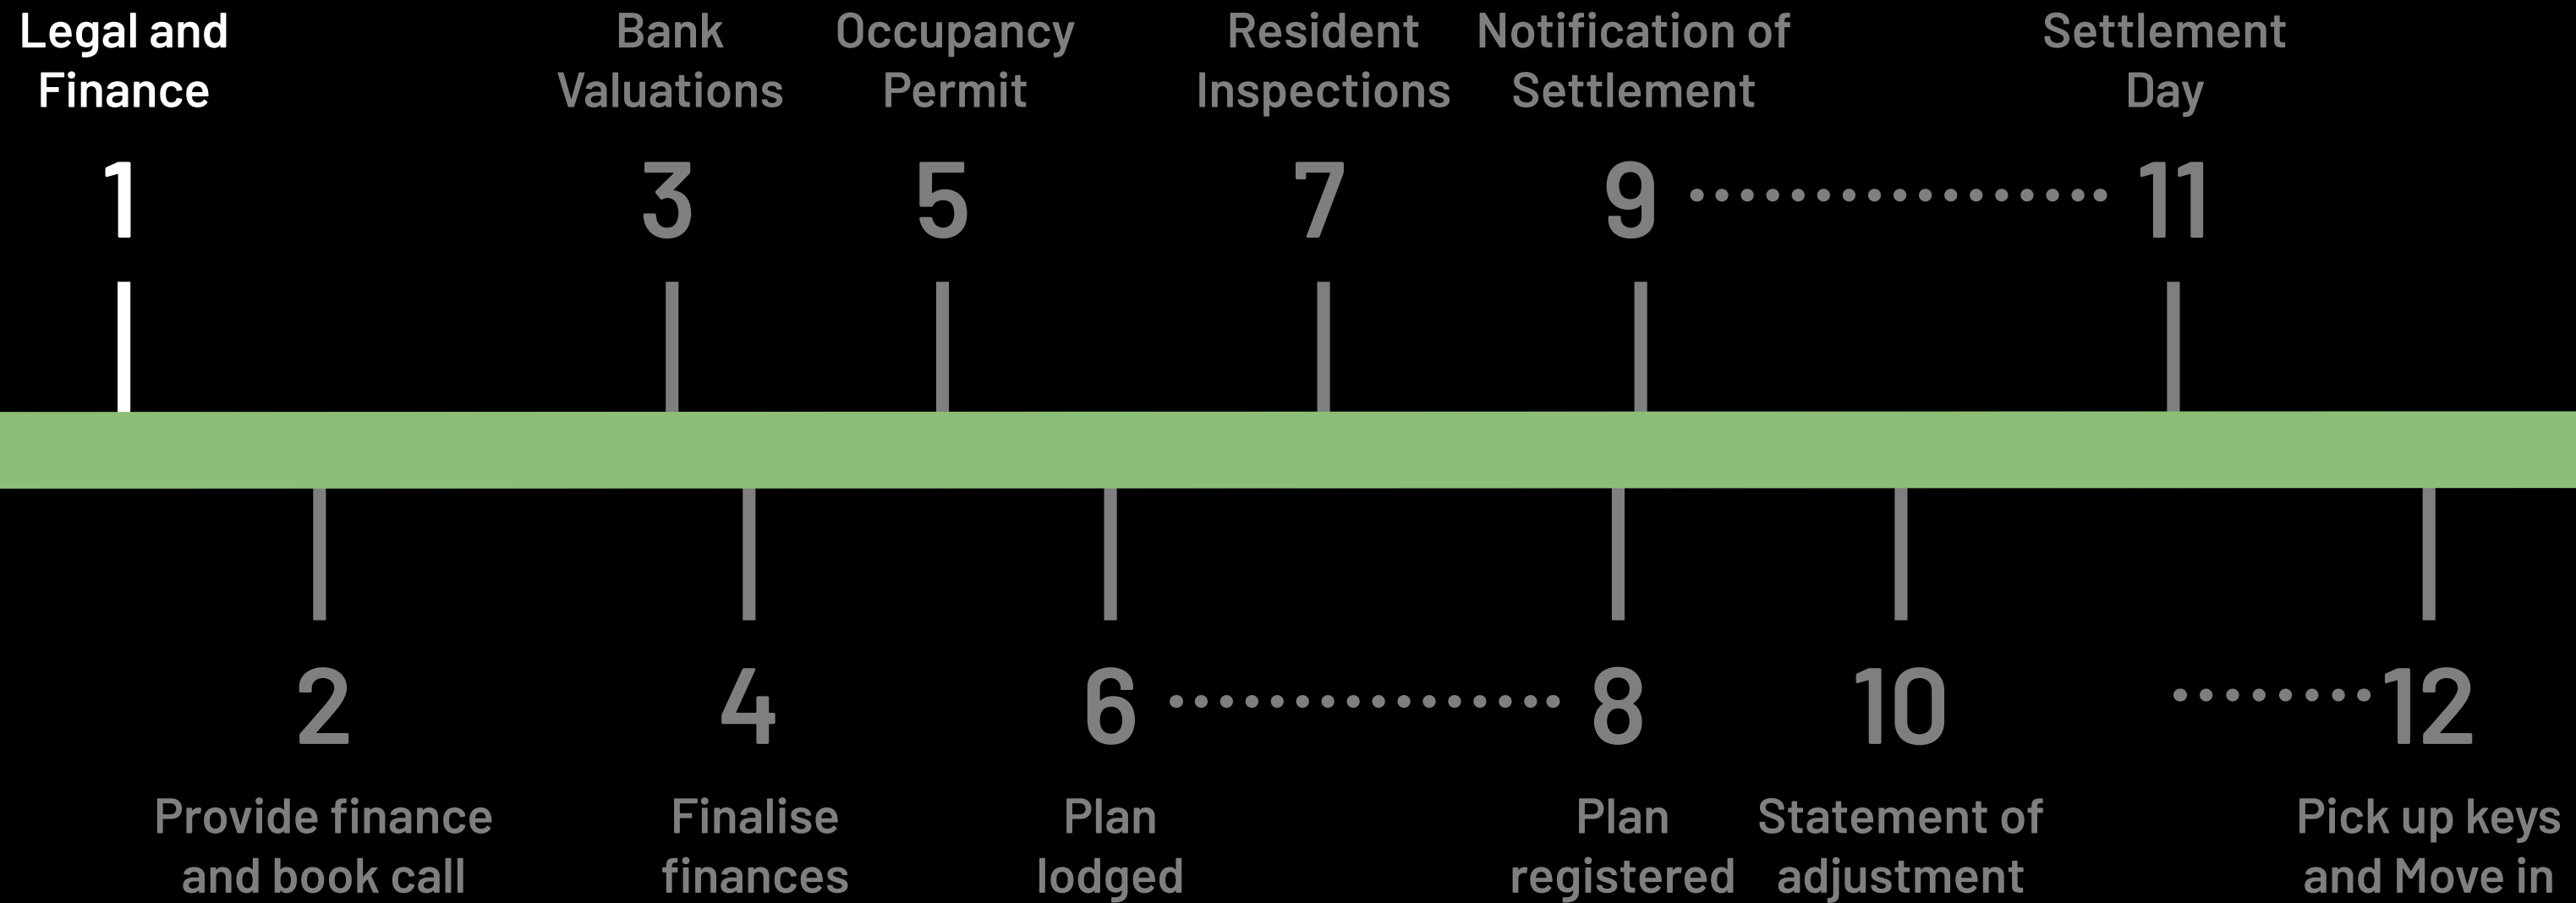 Legal and
Finance
Bank
Valuations
Occupancy
Permit
Resident
Inspections
Notification of
Settlement
Settlement
Day
1
3
5
7
9
11
2
4
6
8
10
12
Provide finance
and book call
Finalise
finances
Plan
lodged
Plan
registered
Statement of
adjustment
Pick up keys
and Move in